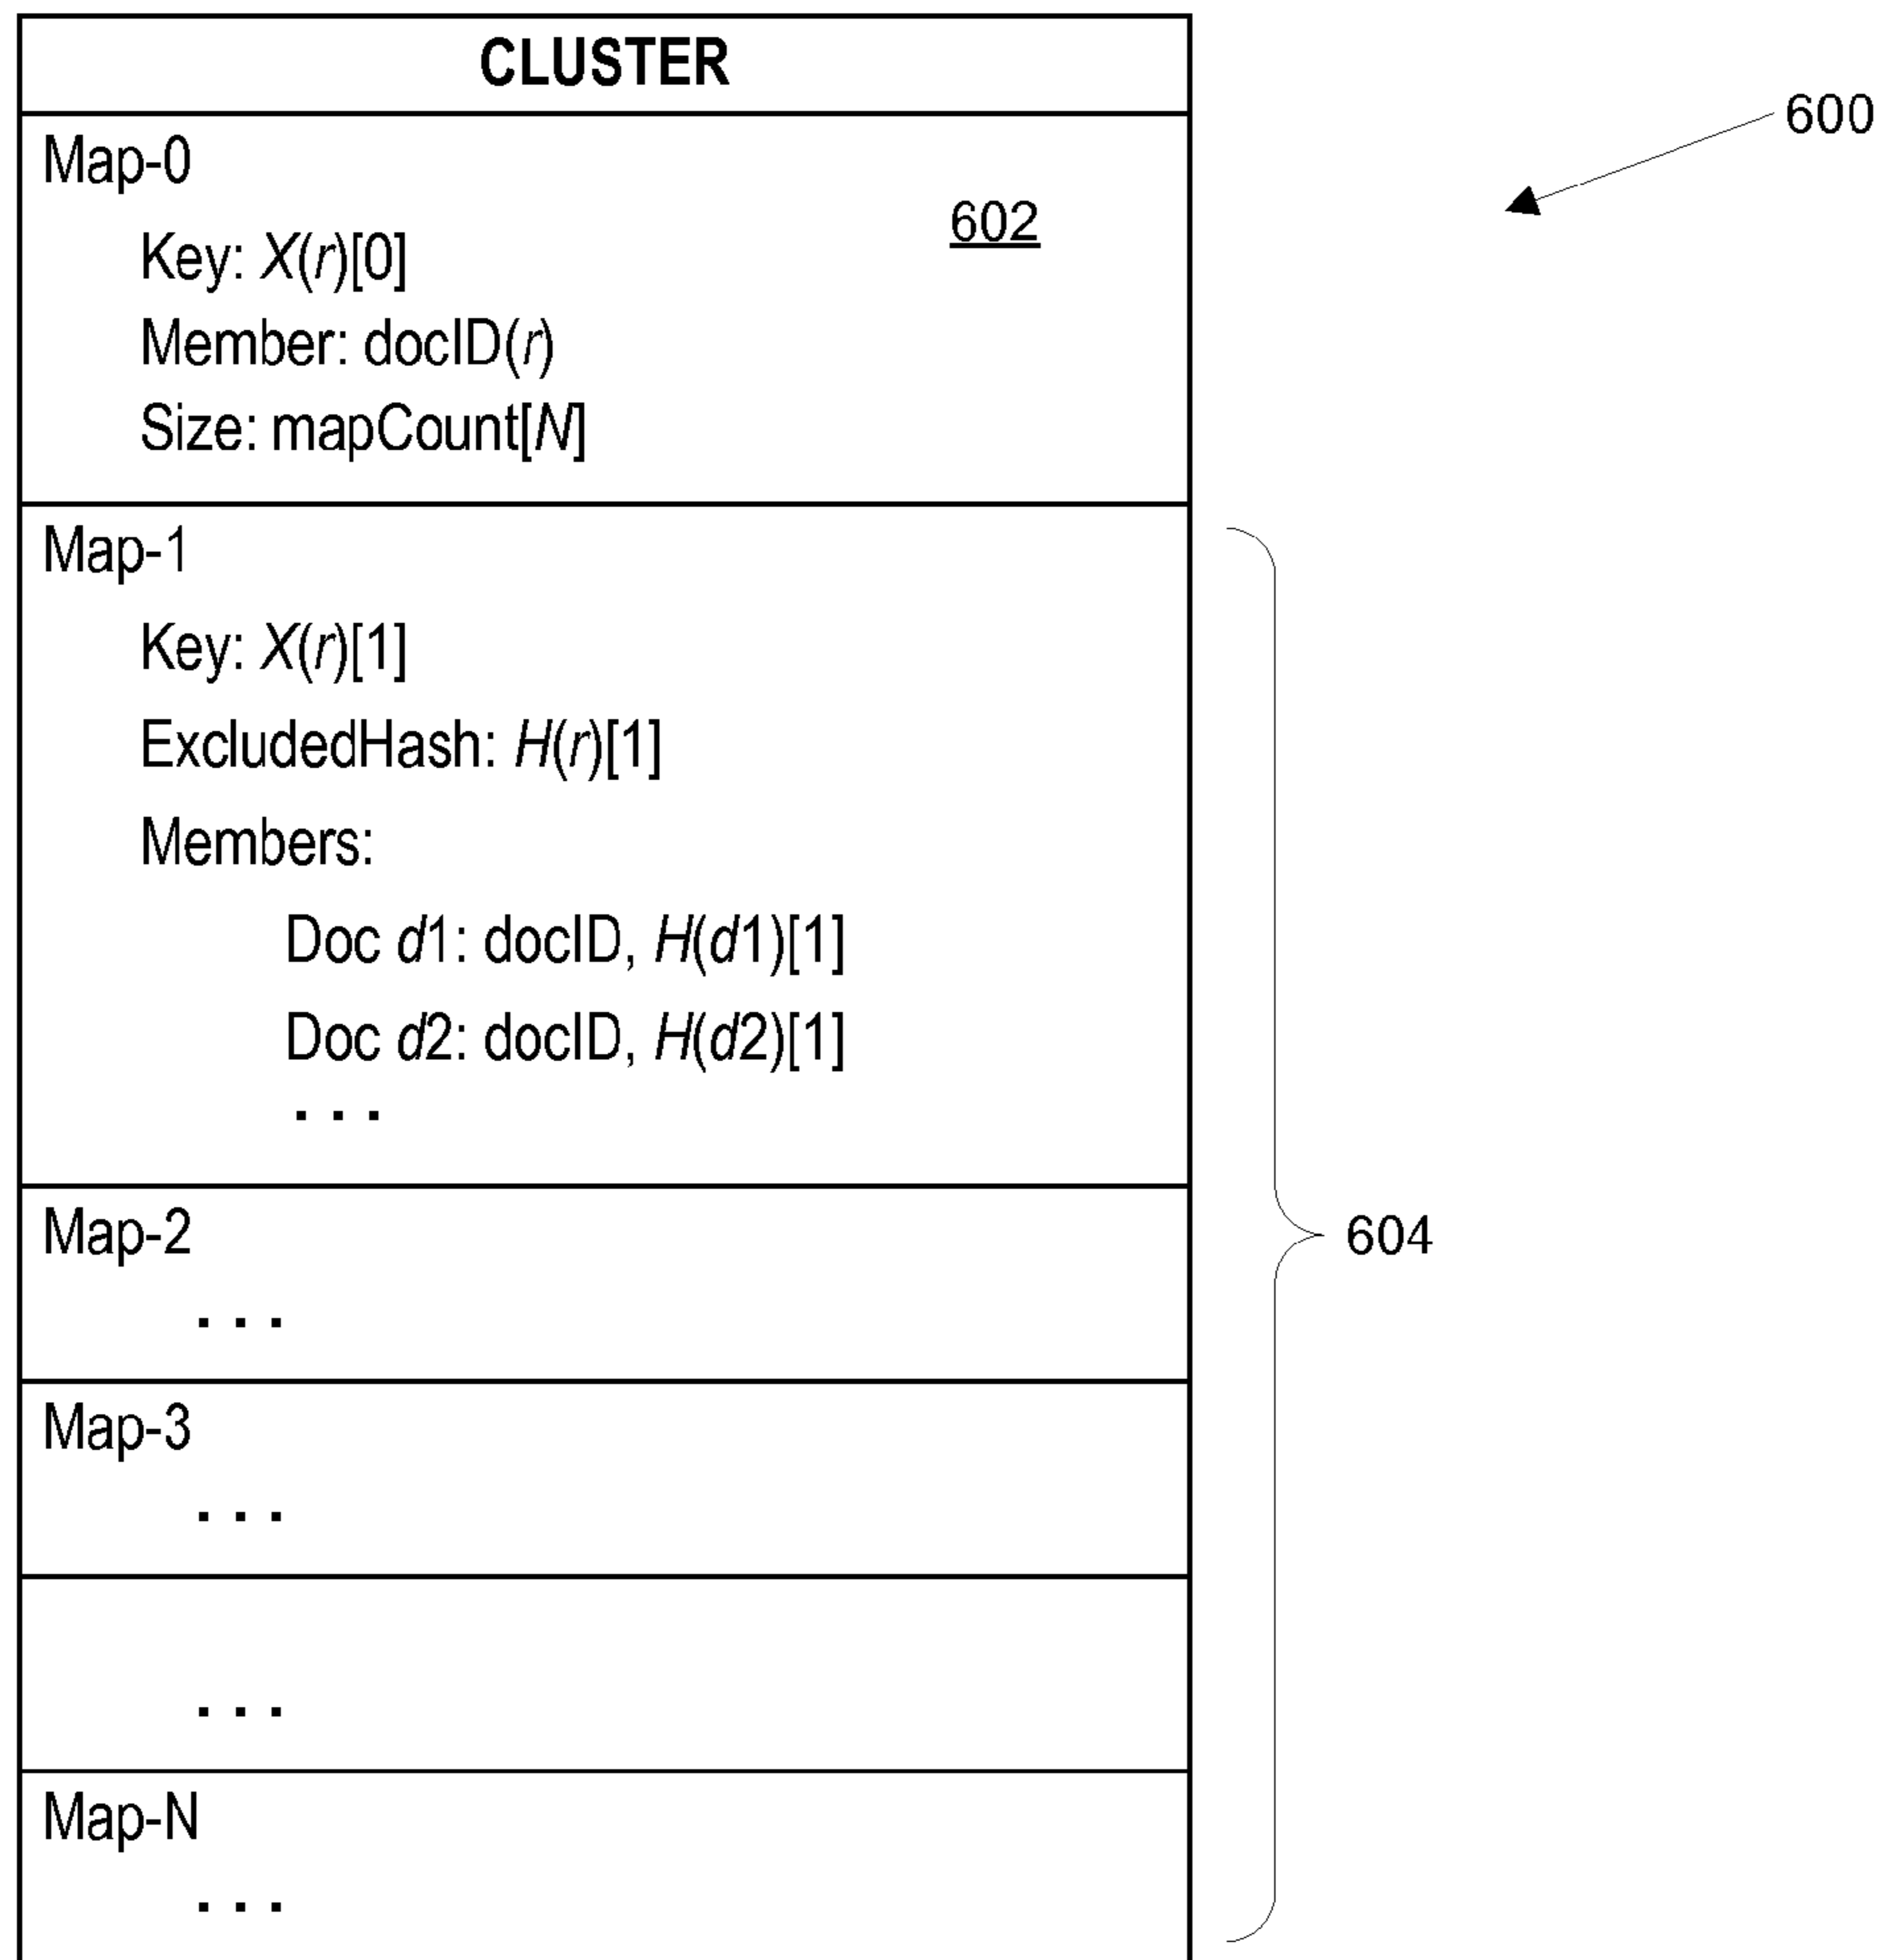 CLUSTER
600
Map-0
602
Key: X(r)[0]
Member: docID(r)
Size: mapCount[N]
Map-1
Key: X(r)[1]
ExcludedHash: H(r)[1]
Members:
Doc d1: docID, H(d1)[1]
Doc d2: docID, H(d2)[1]
. . .
Map-2
604
. . .
Map-3
. . .
. . .
Map-N
. . .